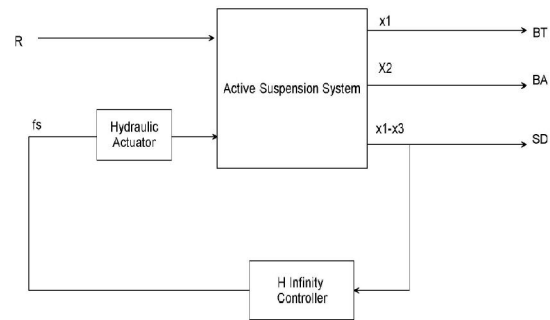 x1
BT
R
X2
BA
Active Suspension System
fs
Hydraulic
Actuator
x1-x3
SD
H Infinity
Controller